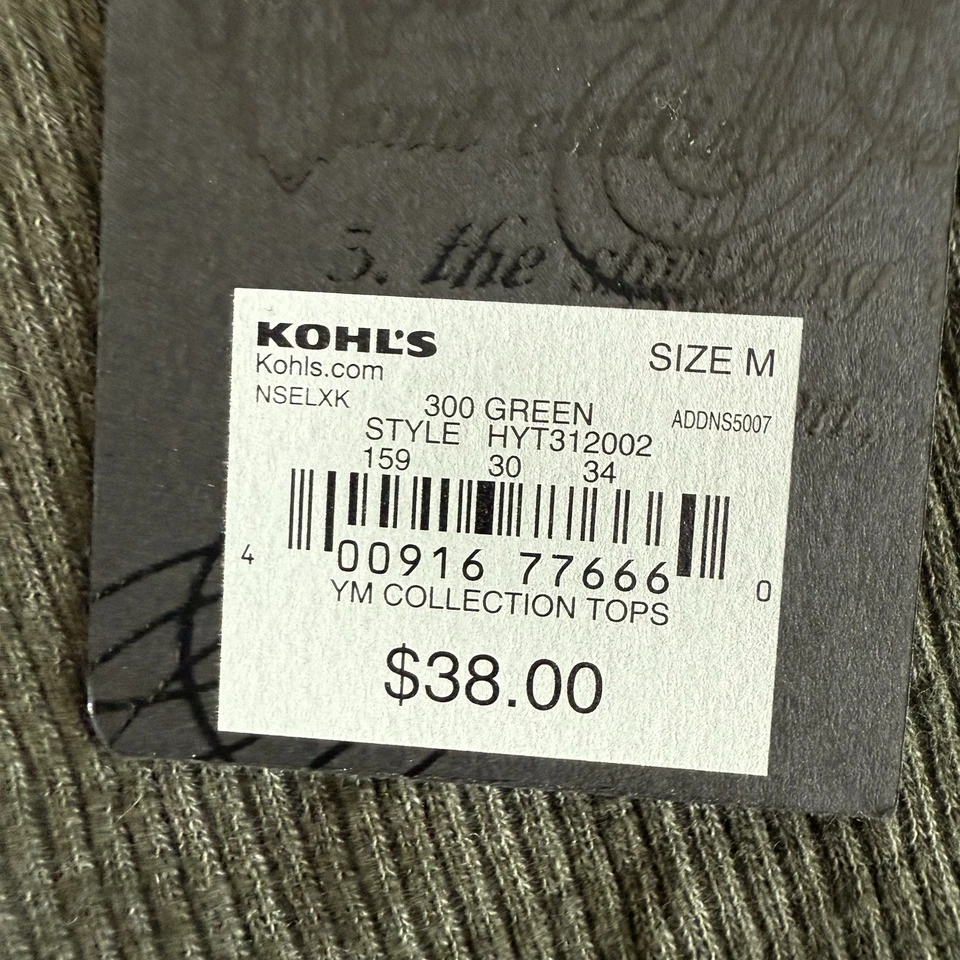 5. the
KOHL'S
SIZE M
Kohls.com
NSELXK
300 GREEN
ADDNS5007
STYLE HYT312002
159 30 34
4 00916 77666 0
YM COLLECTION TOPS
$38.00